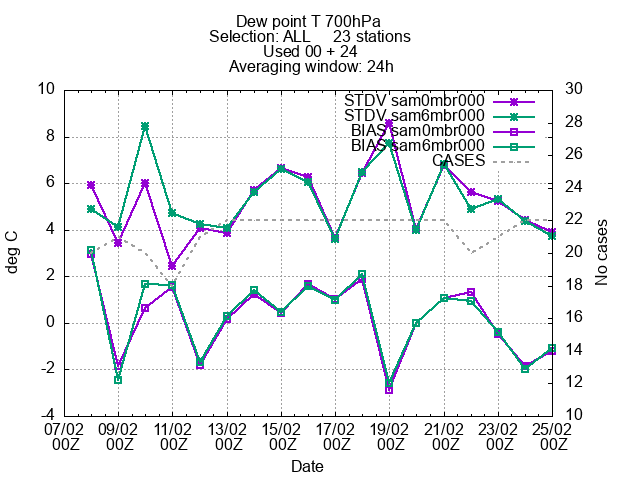 Dew point T 700hPa
Selection: ALL 23 stations
Used 00 + 24
Averaging window: 24h
STDV sam0mbr000
STDV sam6mbr000
BIAS sam0mbr000
BIAS sam6mbr000
CASES
10
8
6
4
2
0
-2
-4
deg C
30
28
26
24
22
20
18
16
14
12
10
No cases
07/02 09/02 11/02 13/02 15/02 17/02 19/02 21/02 23/02 25/02
00Z 00Z 00Z 00Z 00Z 00Z 00Z 00Z 00Z 00Z
Date